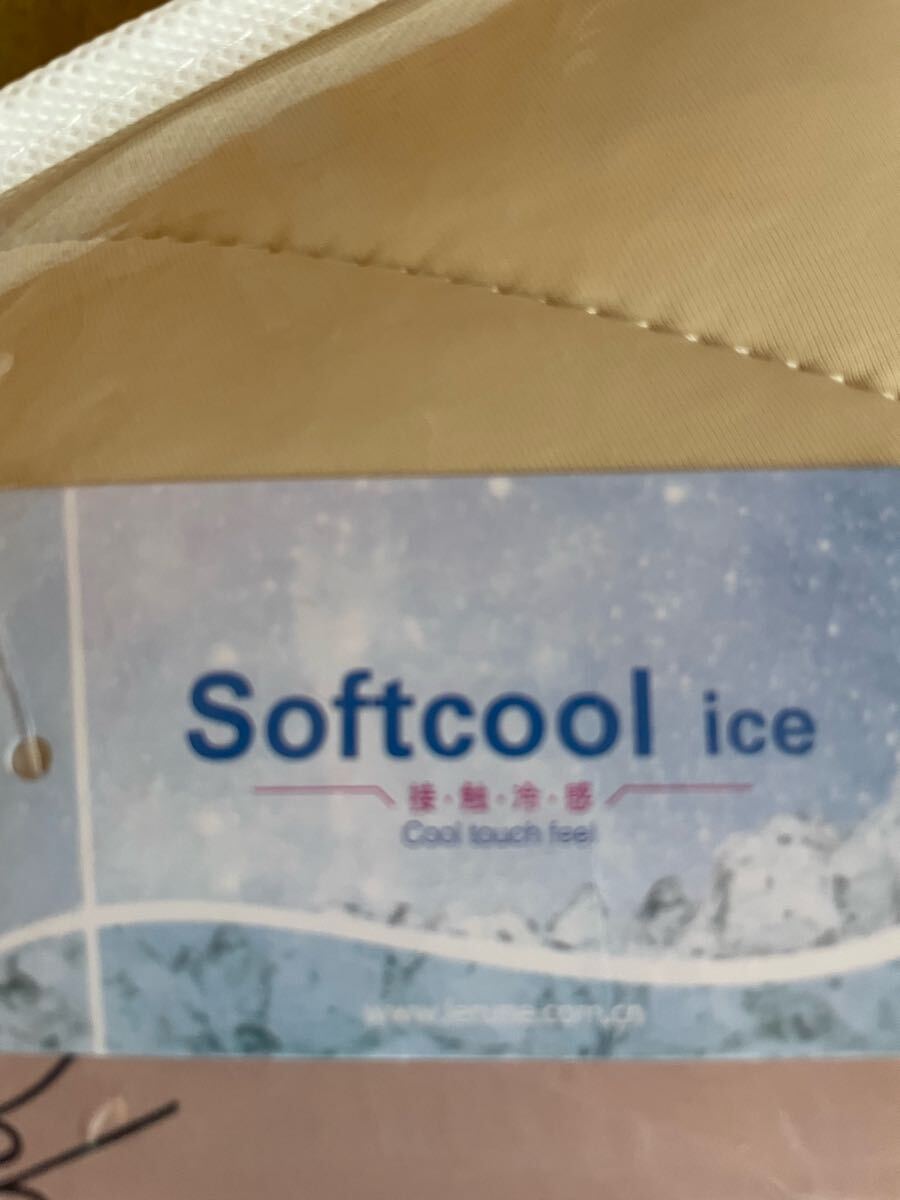 Softcool ice
接·触·冷·感
Cool touch feel